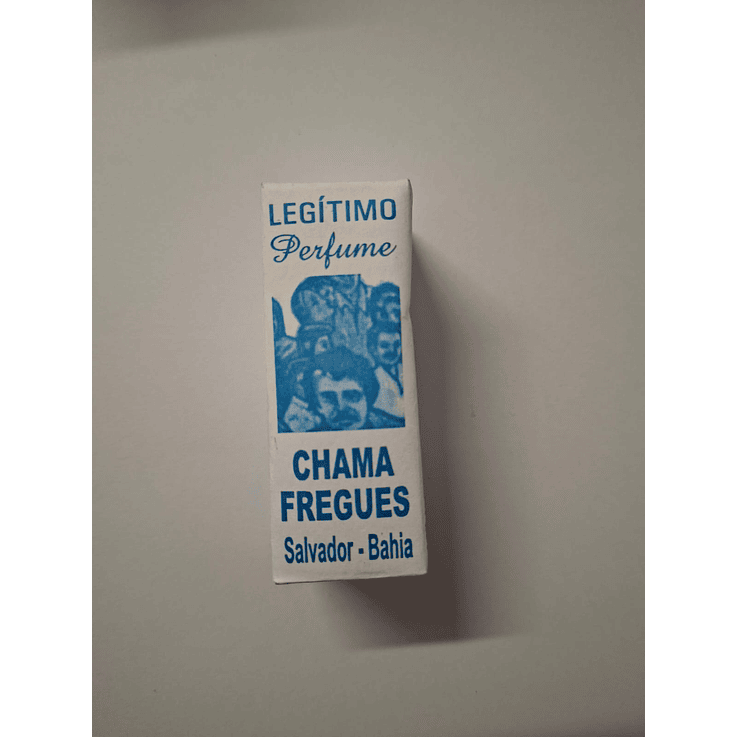 LEGÍTIMO
Perfume
CHAMA
FREGUES
Salvador - Bahia